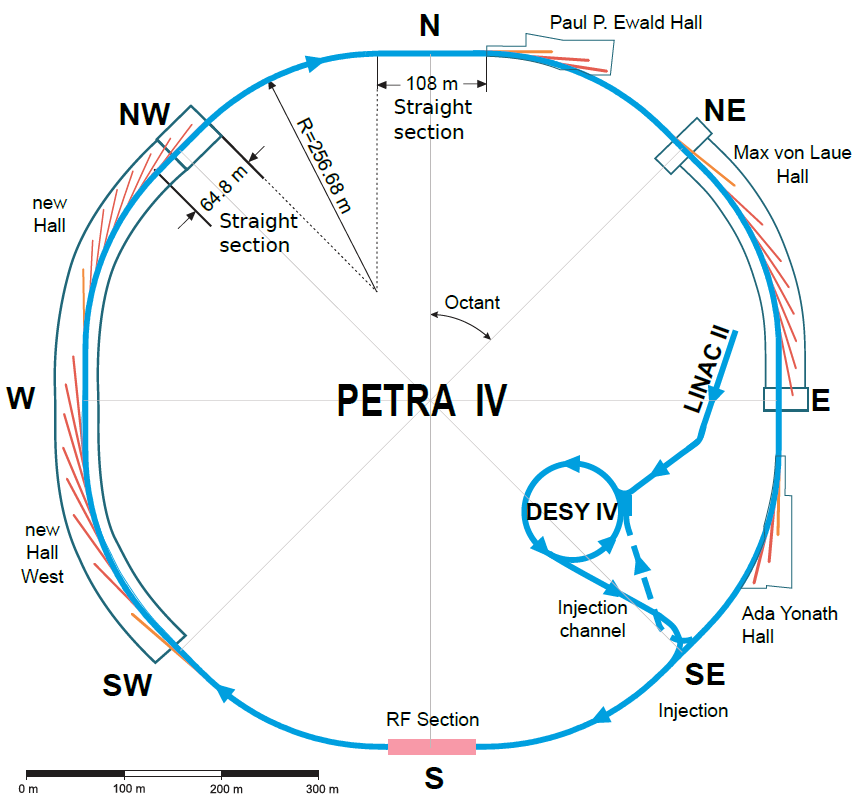 N
Paul P. Ewald Hall
NW
108 m
Straight
section
NE
Max von Laue
Hall
R=256.68 m
64.8 m
Straight
section
new
Hall
Octant
LINAC II
W
PETRA IV
E
DESY IV
new
Hall
West
Injection
channel
Ada Yonath
Hall
SW
SE
Injection
RF Section
S
0 m
100 m
200 m
300 m